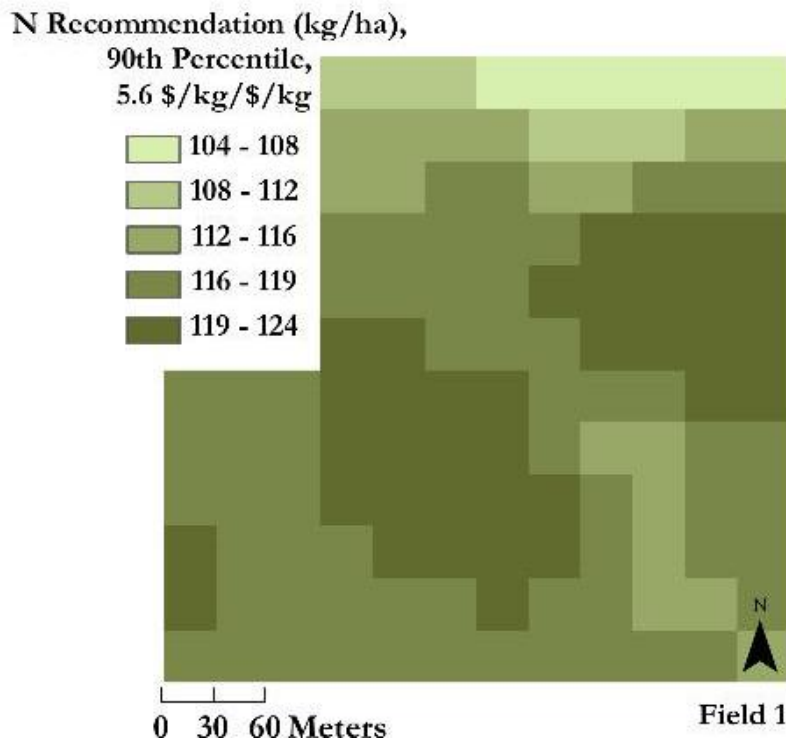 N Recommendation (kg/ha),
90th Percentile,
5.6 $/kg/$/kg
104 - 108
108 - 112
112 - 116
116 - 119
119 - 124
N
0 30 60 Meters
Field 1